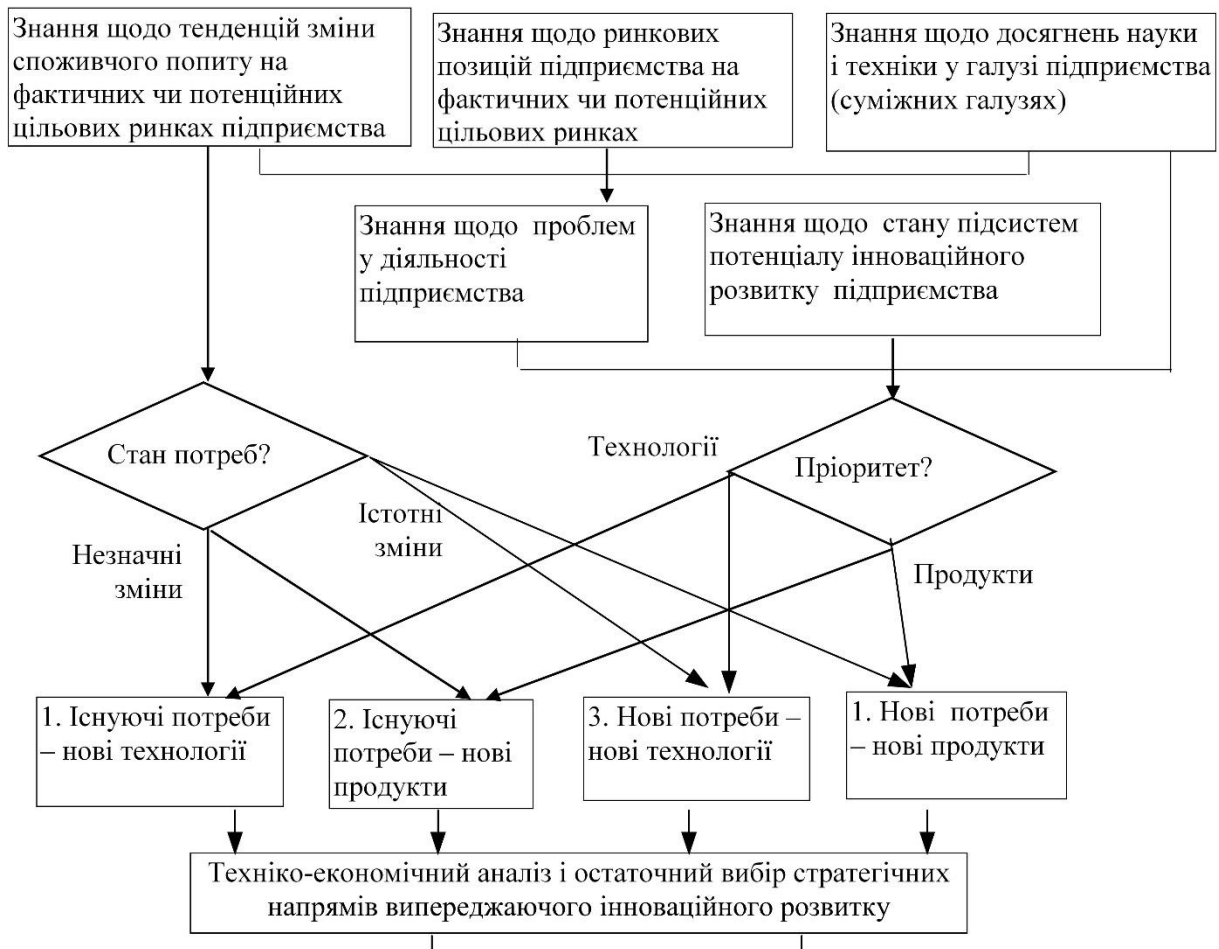 Знання щодо тенденцій зміни
споживчого попиту на
фактичних чи потенційних
цільових ринках підприємства
Знання щодо ринкових
позицій підприємства на
фактичних чи потенційних
цільових ринках
Знання щодо досягнень науки
і техніки у галузі підприємства
(суміжних галузях)
Знання щодо проблем
у діяльності
підприємства
Знання щодо стану підсистем
потенціалу інноваційного
розвитку підприємства
Стан потреб?
Технології
Пріоритет?
Істотні
зміни
Незначні
зміни
Продукти
1. Існуючі потреби
– нові технології
2. Існуючі
потреби – нові
продукти
3. Нові потреби –
нові технології
1. Нові потреби
– нові продукти
Техніко-економічний аналіз і остаточний вибір стратегічних
напрямів випереджаючого інноваційного розвитку